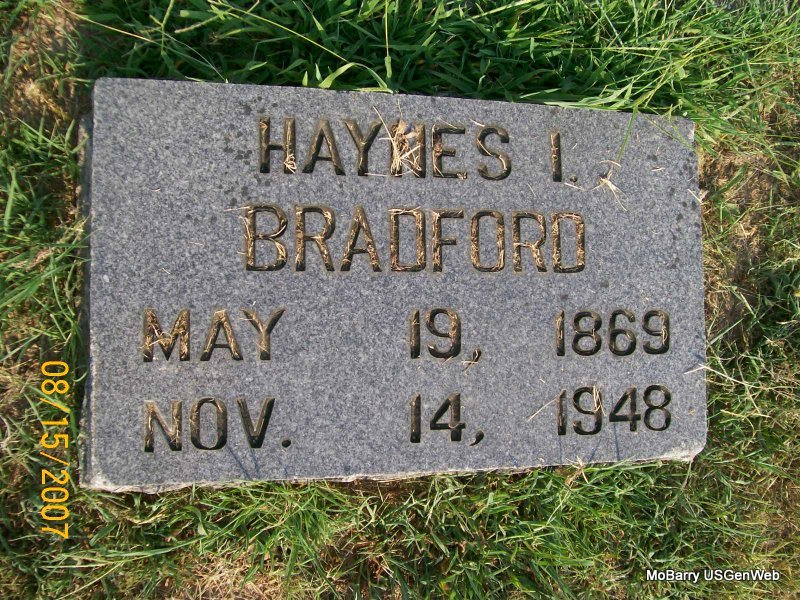 HAYNES I.
BRADFORD
MAY 19, 1869
NOV. 14, 1948
08/15/2007
MoBarry USGenWeb